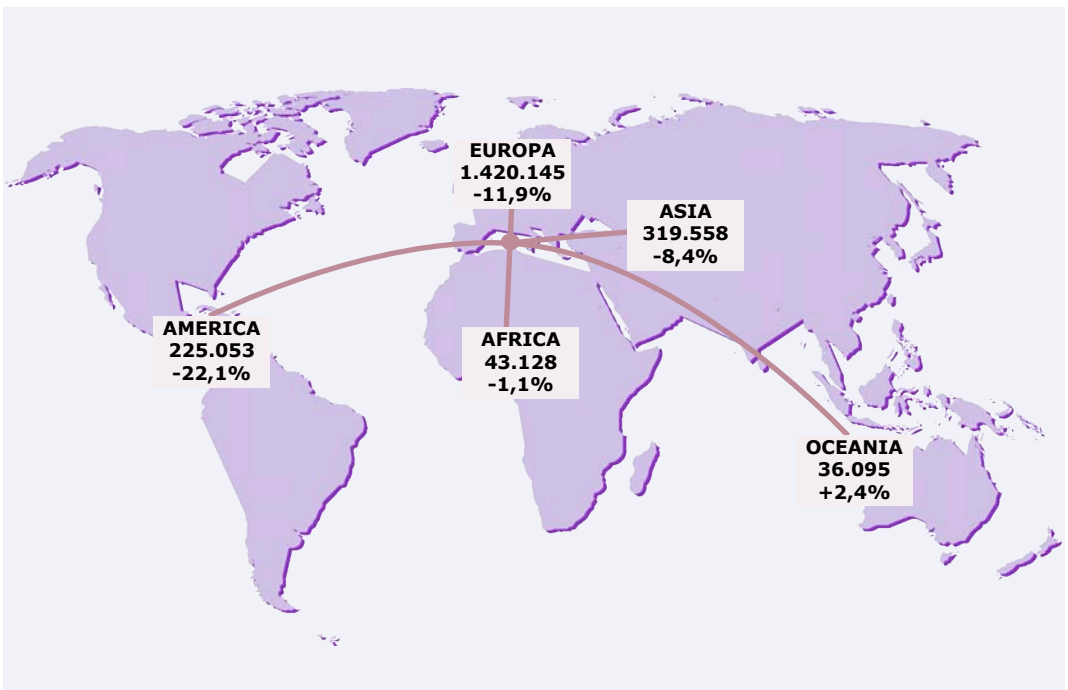 EUROPA
1.420.145
-11,9%
ASIA
319.558
-8,4%
AMERICA
225.053
-22,1%
AFRICA
43.128
-1,1%
OCEANIA
36.095
+2,4%